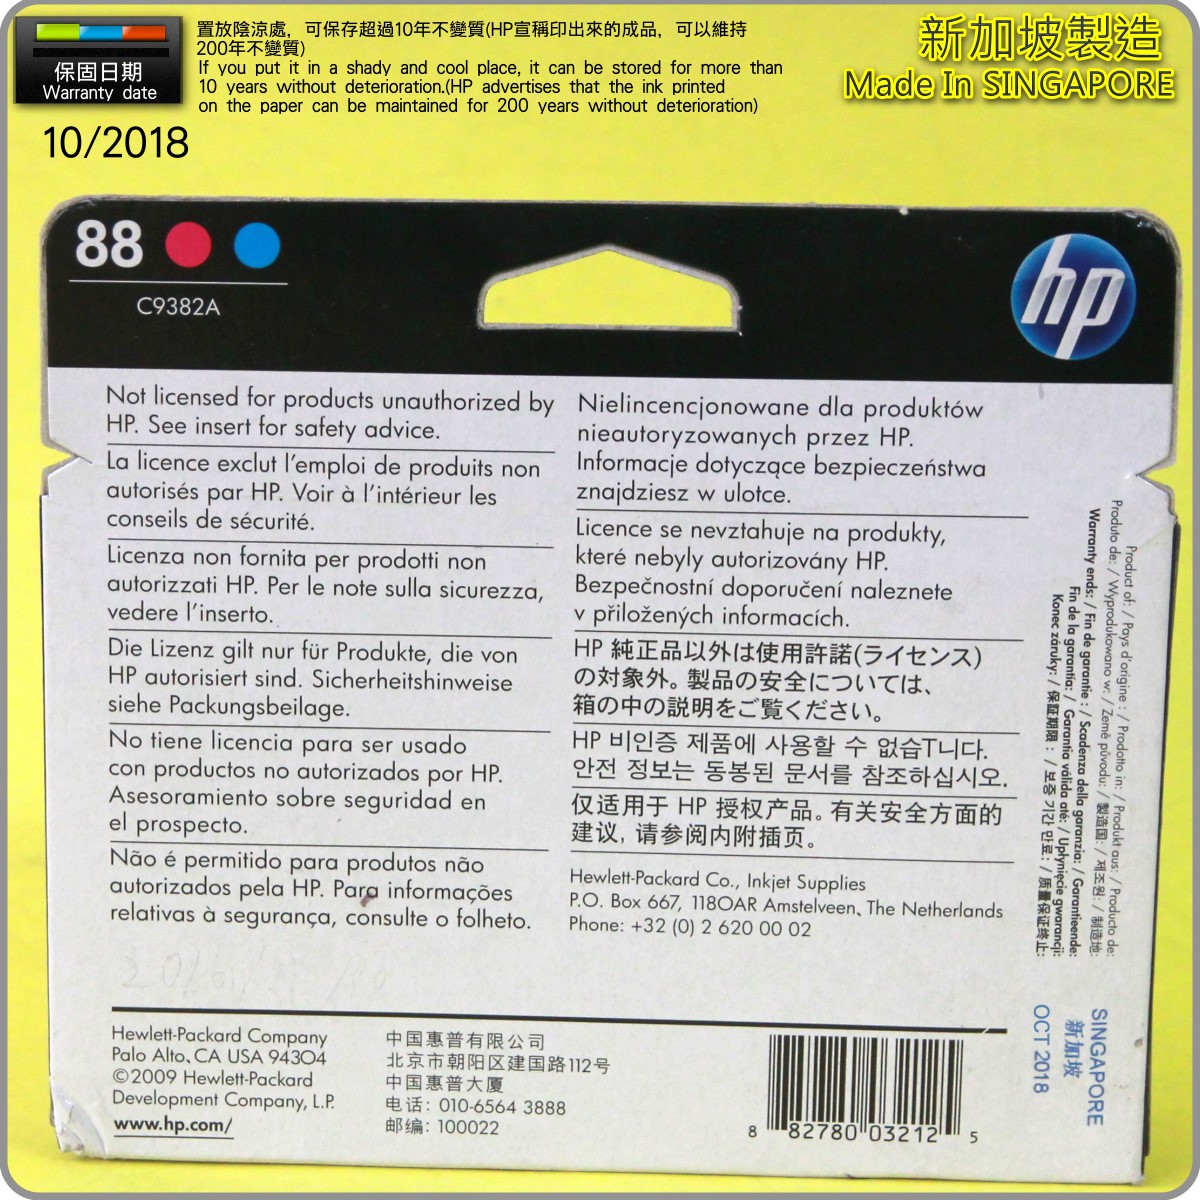 保固日期
Warranty date
置放陰涼處，可保存超過10年不變質(HP宣稱印出來的成品，可以維持
200年不變質)
If you put it in a shady and cool place, it can be stored for more than
10 years without deterioration.(HP advertises that the ink printed
on the paper can be maintained for 200 years without deterioration)
新加坡製造
Made In SINGAPORE
10/2018
88
C9382A
hp
Not licensed for products unauthorized by
HP. See insert for safety advice.
La licence exclut l'emploi de produits non
autorisés par HP. Voir à l'intérieur les
conseils de sécurité.
Licenza non fornita per prodotti non
autorizzati HP. Per le note sulla sicurezza,
vedere l'inserto.
Die Lizenz gilt nur für Produkte, die von
HP autorisiert sind. Sicherheitshinweise
siehe Packungsbeilage.
No tiene licencia para ser usado
con productos no autorizados por HP.
Asesoramiento sobre seguridad en
el prospecto.
Não é permitido para produtos não
autorizados pela HP. Para informações
relativas à segurança, consulte o folheto.
Nielincencjonowane dla produktów
nieautoryzowanych przez HP.
Informacje dotyczące bezpieczeństwa
znajdziesz w ulotce.
Licence se nevztahuje na produkty,
které nebyly autorizovány HP.
Bezpečnostní doporučení naleznete
v přiložených informacích.
HP 純正品以外は使用許諾(ライセンス)
の対象外。製品の安全については、
箱の中の説明をご覧ください。
HP 비인증 제품에 사용할 수 없습T니다.
안전 정보는 동봉된 문서를 참조하십시오.
仅适用于 HP 授权产品。有关安全方面的
建议，请参阅内附插页。
Hewlett-Packard Co., Inkjet Supplies
P.O. Box 667, 1180AR Amstelveen, The Netherlands
Phone: +32 (0) 2 620 00 02
Product of: / Pays d'origine : / Prodotto in: / Produkt aus: / Producto de:
Produto de: / Wyprodukowano w: / Země původu: / 製造国: / 제조원: / 制造地:
Warranty ends: / Fin de garantie : / Scadenza della garanzia: / Garantieende:
Fin de la garantía: / Garantia válida até: / Upłynięcie gwarancji:
Konec záruky: / 保証期限： / 보증 기간 만료: / 质量保证终止:
SINGAPORE
新加坡
OCT 2018
Hewlett-Packard Company
Palo Alto, CA USA 94304
©2009 Hewlett-Packard
Development Company, L.P.
www.hp.com/
中国惠普有限公司
北京市朝阳区建国路112号
中国惠普大厦
电话: 010-6564 3888
邮编: 100022
8 82780 03212 5